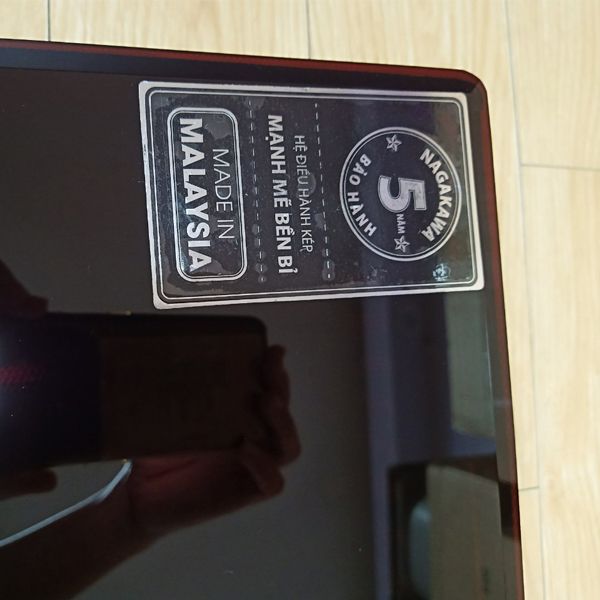 NAGAKAWA
5
NĂM
BẢO HÀNH
HỆ ĐIỀU HÀNH KÉP
MẠNH MẼ BỀN BỈ
MADE IN
MALAYSIA